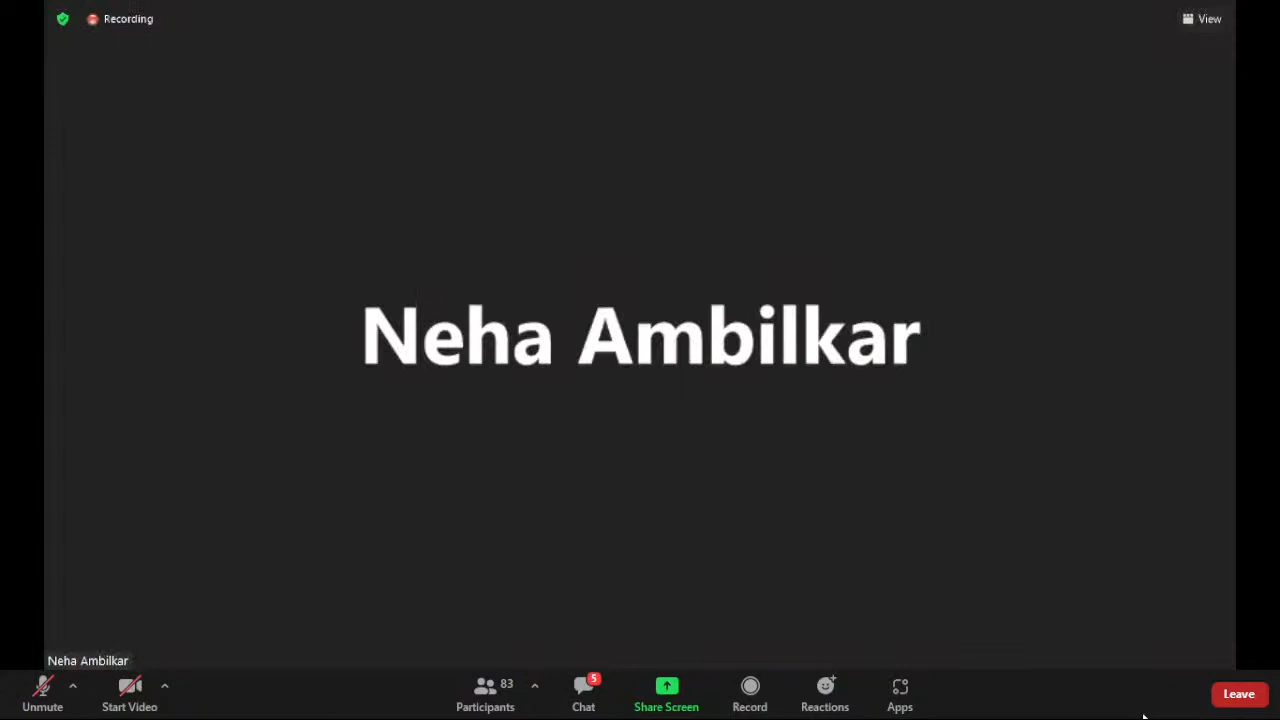 Recording
View
Neha Ambilkar
Neha Ambilkar
Unmute
Start Video
83
Participants
5
Chat
Share Screen
Record
Reactions
Apps
Leave